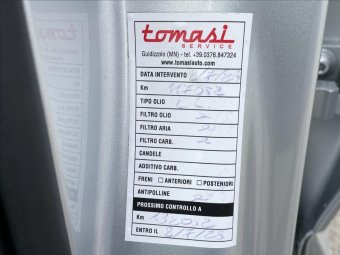 tomasi
SERVICE
Guidizzolo (MN) - tel. +39.0376.847324
www.tomasiauto.com
DATA INTERVENTO
Km 117092
TIPO OLIO
FILTRO OLIO
FILTRO ARIA
FILTRO CARB.
CANDELE
ADDITIVO CARB.
FRENI ☐ ANTERIORI ☐ POSTERIORI
ANTIPOLLINE
PROSSIMO CONTROLLO A
Km
ENTRO IL